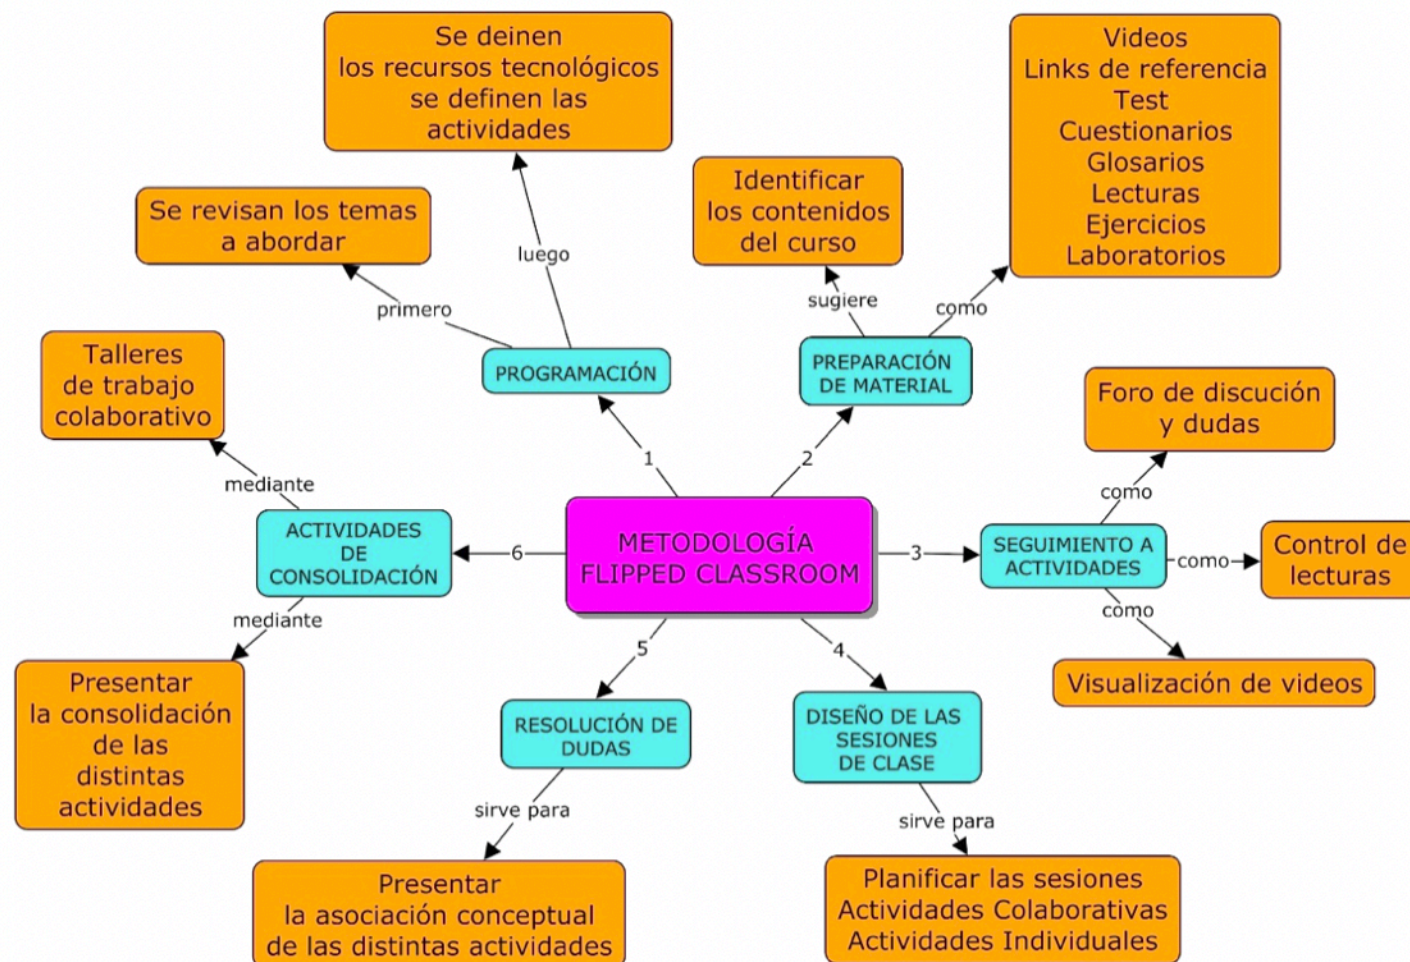 METODOLOGÍA
FLIPPED CLASSROOM
1
PROGRAMACIÓN
primero
Se revisan los temas
a abordar
luego
Se deinen
los recursos tecnológicos
se definen las
actividades
2
PREPARACIÓN
DE MATERIAL
sugiere
Identificar
los contenidos
del curso
como
Videos
Links de referencia
Test
Cuestionarios
Glosarios
Lecturas
Ejercicios
Laboratorios
3
SEGUIMIENTO A
ACTIVIDADES
como
Foro de discución
y dudas
como
Control de
lecturas
como
Visualización de videos
4
DISEÑO DE LAS
SESIONES
DE CLASE
sirve para
Planificar las sesiones
Actividades Colaborativas
Actividades Individuales
5
RESOLUCIÓN DE
DUDAS
sirve para
Presentar
la asociación conceptual
de las distintas actividades
6
ACTIVIDADES
DE
CONSOLIDACIÓN
mediante
Talleres
de trabajo
colaborativo
mediante
Presentar
la consolidación
de las
distintas
actividades